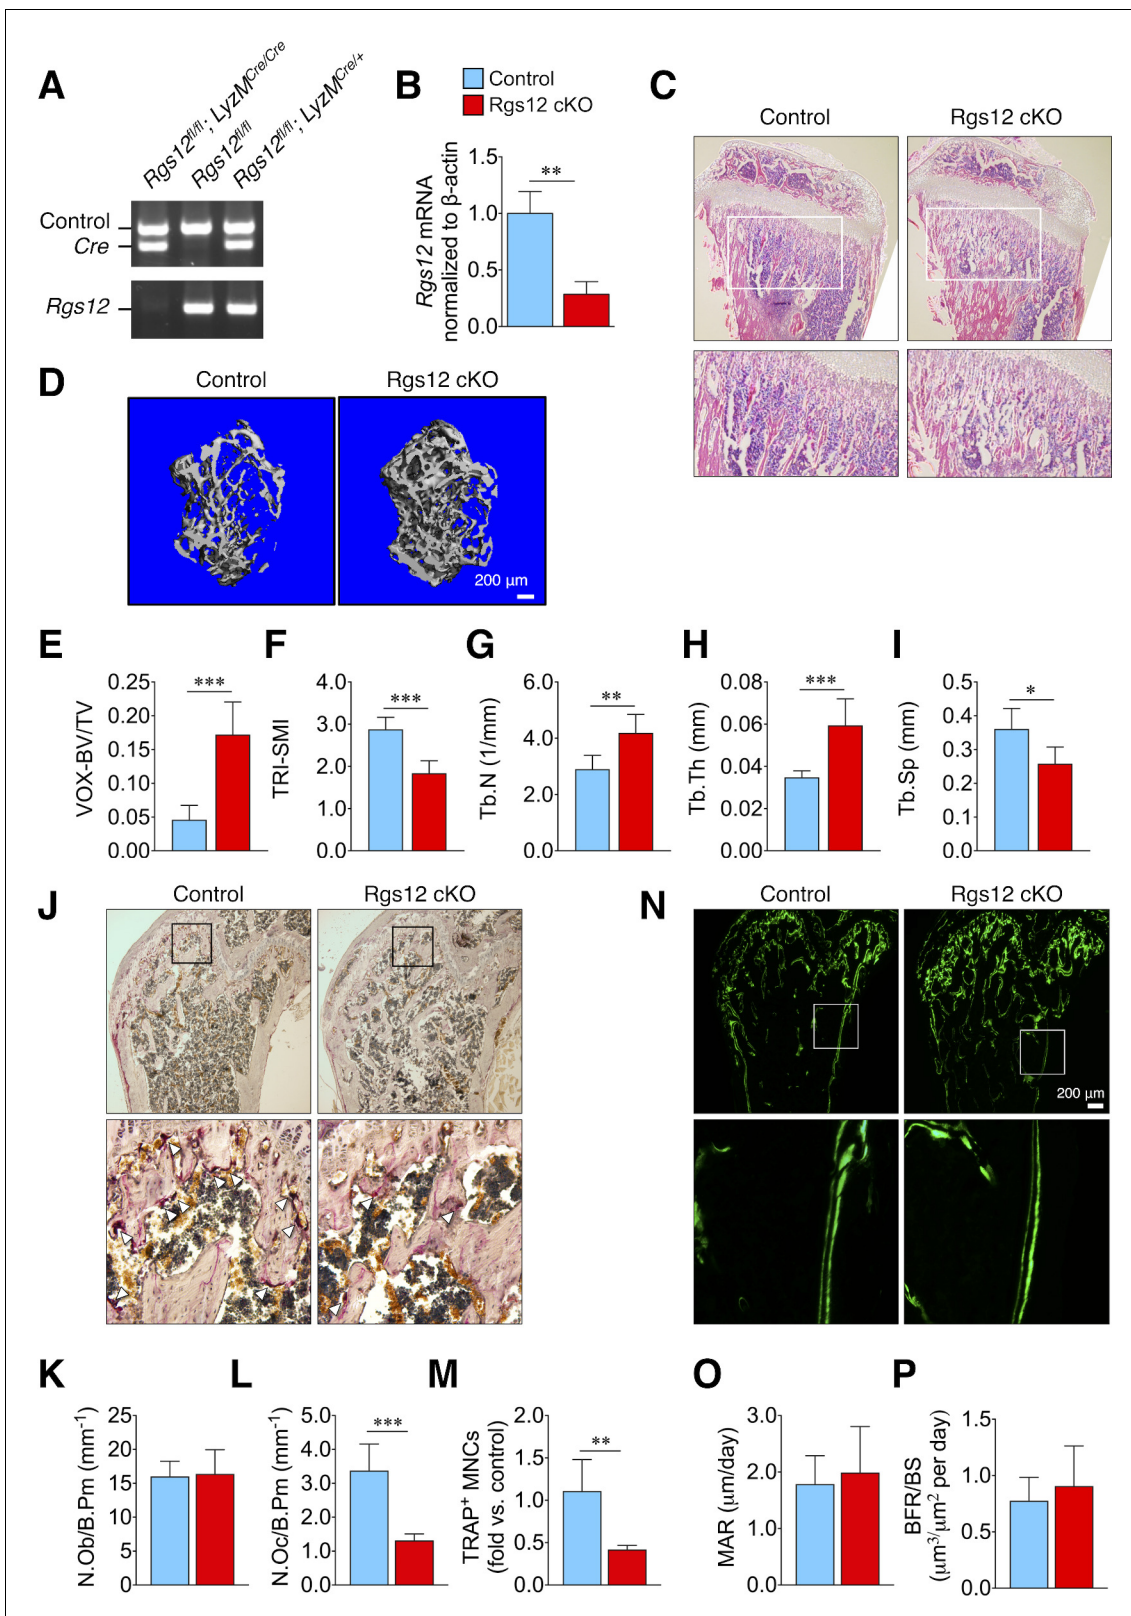 A
Rgs12fl/fl; LyzMCre/Cre
Rgs12fl/fl
Rgs12fl/fl; LyzMCre/+
Control
Cre
Rgs12
B
Control
Rgs12 cKO
Rgs12 mRNA
normalized to β-actin
1.5
1.0
0.5
0.0
**
C
Control
Rgs12 cKO
D
Control
Rgs12 cKO
200 μm
E
VOX-BV/TV
0.25
0.20
0.15
0.10
0.05
0.00
***
F
TRI-SMI
4.0
3.0
2.0
1.0
0.0
***
G
Tb.N (1/mm)
6.0
4.0
2.0
0.0
**
H
Tb.Th (mm)
0.08
0.06
0.04
0.02
0.00
***
I
Tb.Sp (mm)
0.5
0.4
0.3
0.2
0.1
0.0
*
J
Control
Rgs12 cKO
N
Control
Rgs12 cKO
200 μm
K
N.Ob/B.Pm (mm-1)
25
20
15
10
5
0
L
N.Oc/B.Pm (mm-1)
5.0
4.0
3.0
2.0
1.0
0.0
***
M
TRAP+ MNCs
(fold vs. control)
2.0
1.5
1.0
0.5
0.0
**
O
MAR (μm/day)
3.0
2.0
1.0
0.0
P
BFR/BS
(μm3/μm2 per day)
1.5
1.0
0.5
0.0